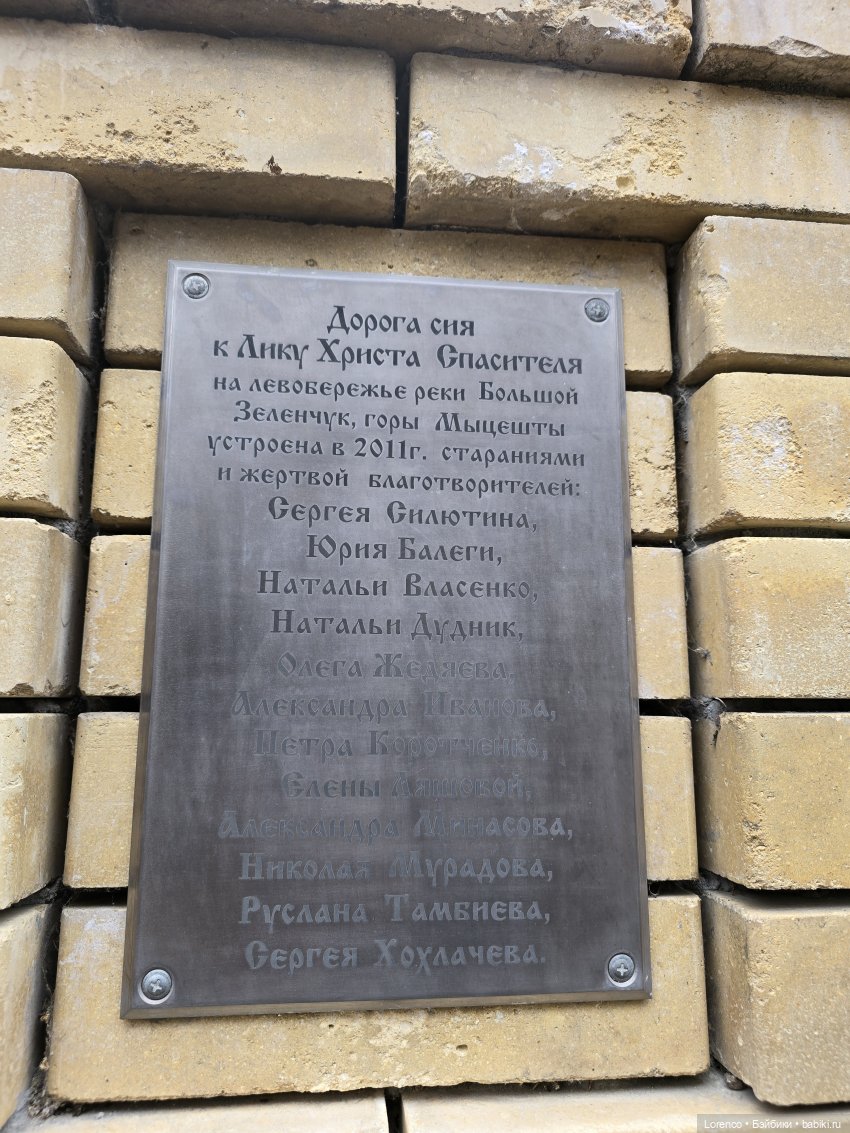 Дорога сия
к Лику Христа Спасителя
на левобережье реки Большой
Зеленчук, горы Мыцешты
устроена в 2011г. стараниями
и жертвой благотворителей:
Сергея Силютина,
Юрия Балеги,
Натальи Власенко,
Натальи Дудник,
Олега Жедяева,
Александра Иванова,
Петра Коротченко,
Елены Ляшовой,
Александра Минасова,
Николая Мурадова,
Руслана Тамбиева,
Сергея Хохлачева.
Lorenco • Бэйбики • babiki.ru